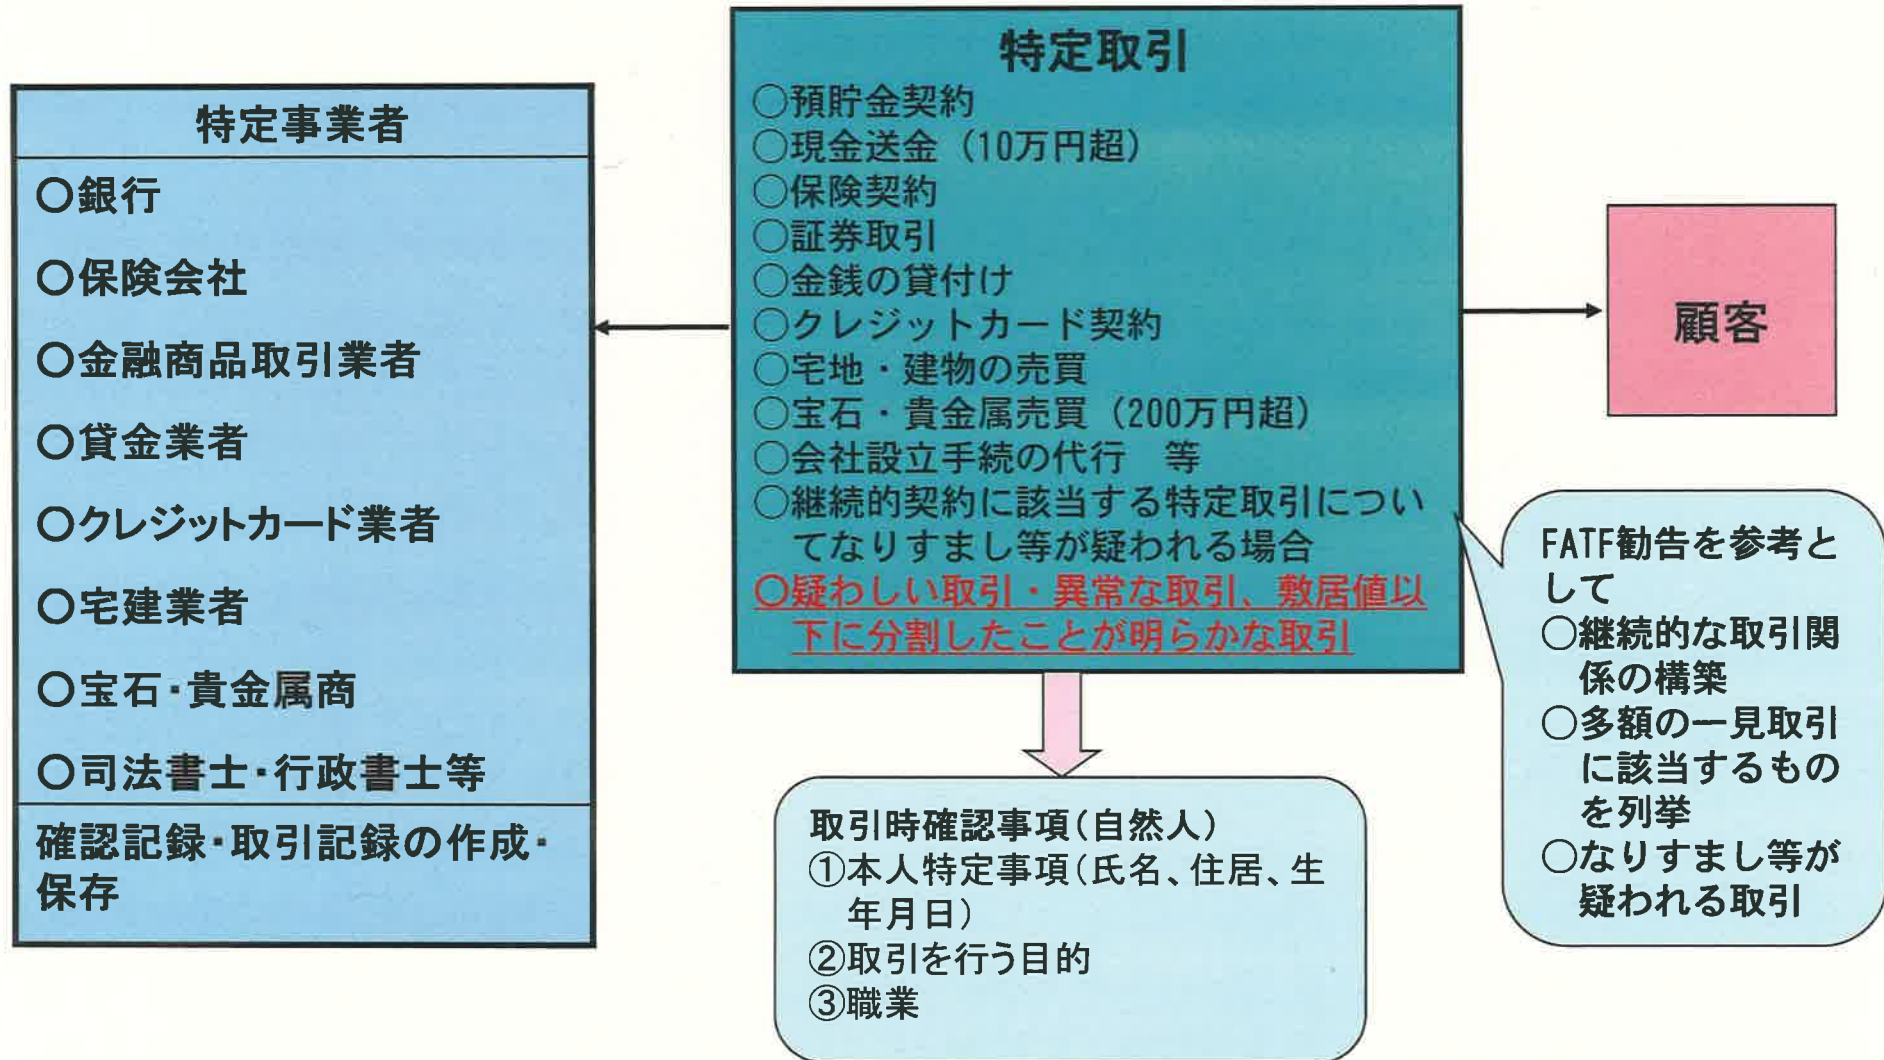 特定事業者
○銀行
○保険会社
○金融商品取引業者
○貸金業者
○クレジットカード業者
○宅建業者
○宝石・貴金属商
○司法書士・行政書士等
確認記録・取引記録の作成・
保存
特定取引
○預貯金契約
○現金送金（10万円超）
○保険契約
○証券取引
○金銭の貸付け
○クレジットカード契約
○宅地・建物の売買
○宝石・貴金属売買（200万円超）
○会社設立手続の代行　等
○継続的契約に該当する特定取引につい
てなりすまし等が疑われる場合
○疑わしい取引・異常な取引、敷居値以
下に分割したことが明らかな取引
顧客
FATF勧告を参考と
して
○継続的な取引関
係の構築
○多額の一見取引
に該当するもの
を列挙
○なりすまし等が
疑われる取引
取引時確認事項（自然人）
①本人特定事項（氏名、住居、生
年月日）
②取引を行う目的
③職業